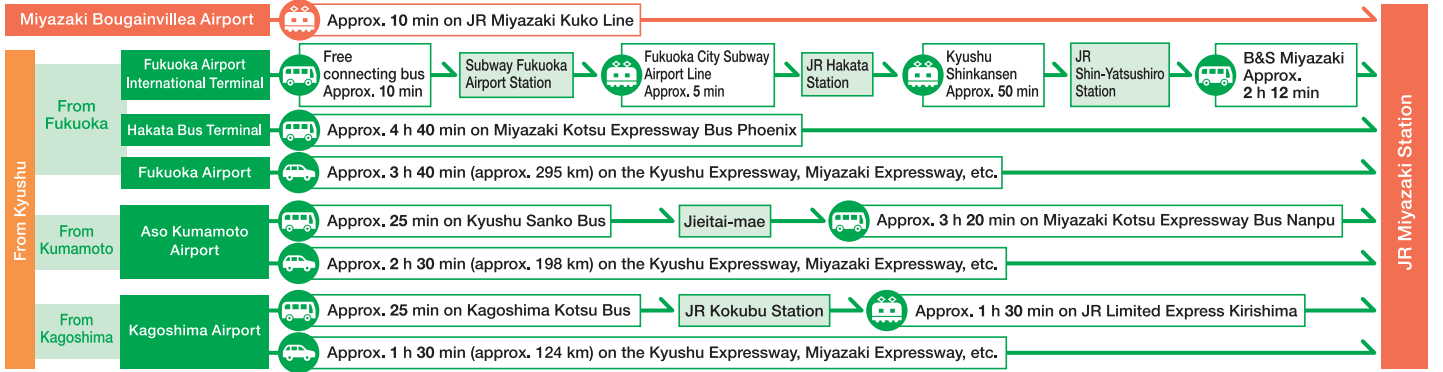 Miyazaki Bougainvillea Airport
Approx. 10 min on JR Miyazaki Kuko Line
JR Miyazaki Station
From Kyushu
From
Fukuoka
Fukuoka Airport
International Terminal
Free
connecting bus
Approx. 10 min
Subway Fukuoka
Airport Station
Fukuoka City Subway
Airport Line
Approx. 5 min
JR Hakata
Station
Kyushu
Shinkansen
Approx. 50 min
JR
Shin-Yatsushiro
Station
B&S Miyazaki
Approx.
2 h 12 min
Hakata Bus Terminal
Approx. 4 h 40 min on Miyazaki Kotsu Expressway Bus Phoenix
Fukuoka Airport
Approx. 3 h 40 min (approx. 295 km) on the Kyushu Expressway, Miyazaki Expressway, etc.
From
Kumamoto
Aso Kumamoto
Airport
Approx. 25 min on Kyushu Sanko Bus
Jieitai-mae
Approx. 3 h 20 min on Miyazaki Kotsu Expressway Bus Nanpu
Approx. 2 h 30 min (approx. 198 km) on the Kyushu Expressway, Miyazaki Expressway, etc.
From
Kagoshima
Kagoshima Airport
Approx. 25 min on Kagoshima Kotsu Bus
JR Kokubu Station
Approx. 1 h 30 min on JR Limited Express Kirishima
Approx. 1 h 30 min (approx. 124 km) on the Kyushu Expressway, Miyazaki Expressway, etc.